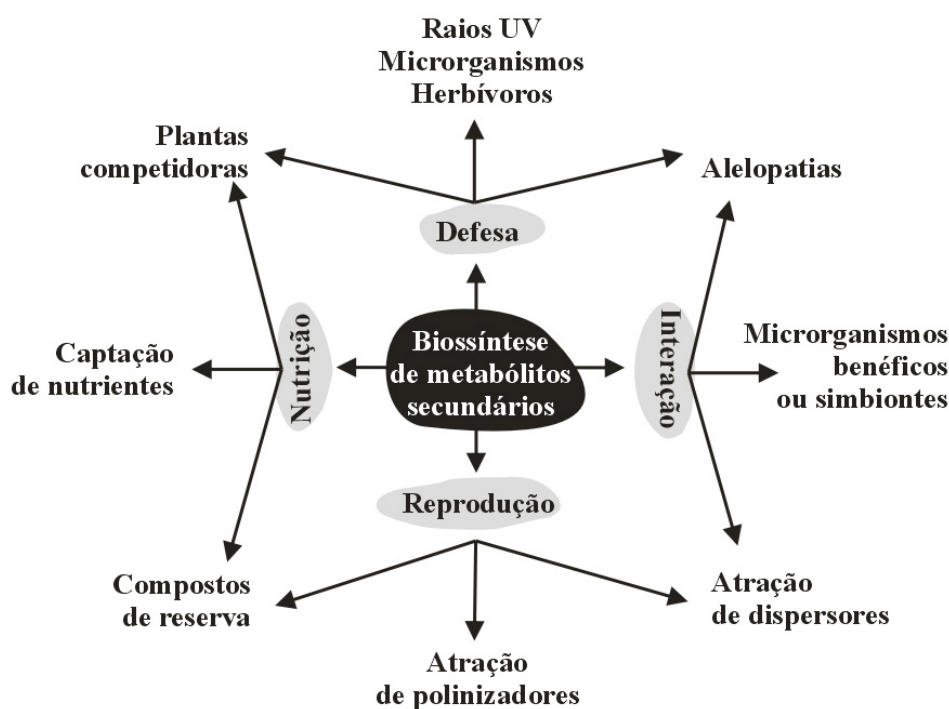 Raios UV
Microrganismos
Herbívoros
Plantas
competidoras
Alelopatias
Defesa
Captação
de nutrientes
Nutrição
Biossíntese
de metabólitos
secundários
Interação
Microrganismos
benéficos
ou simbiontes
Reprodução
Compostos
de reserva
Atração
de dispersores
Atração
de polinizadores